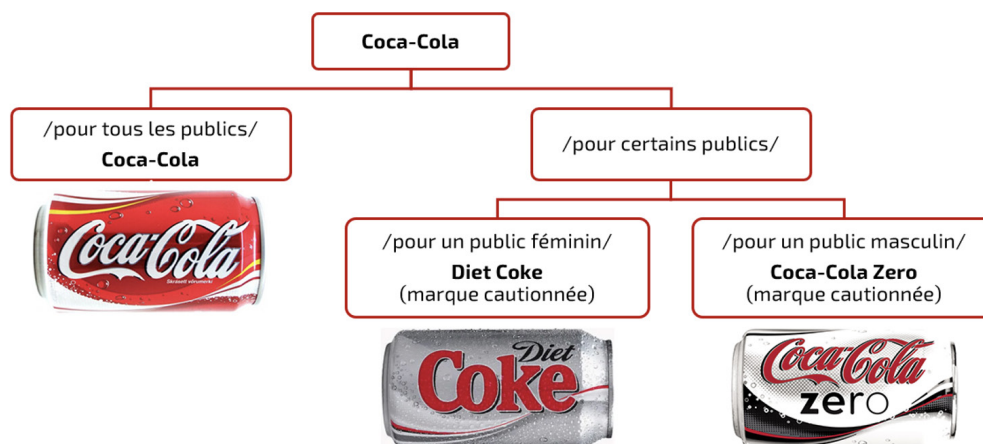 Coca-Cola
/pour tous les publics/
Coca-Cola
/pour certains publics/
/pour un public féminin/
Diet Coke
(marque cautionnée)
/pour un public masculin/
Coca-Cola Zero
(marque cautionnée)
Coca-Cola
Diet
Coke
Coca-Cola
zero